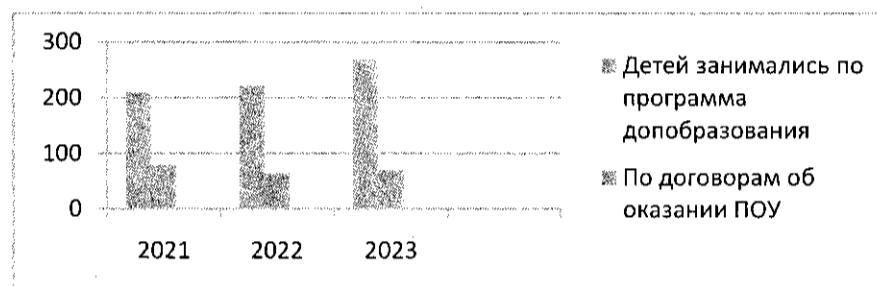 300
200
100
0
2021 2022 2023
Детей занимались по
программа
допобразования
По договорам об
оказании ПОУ